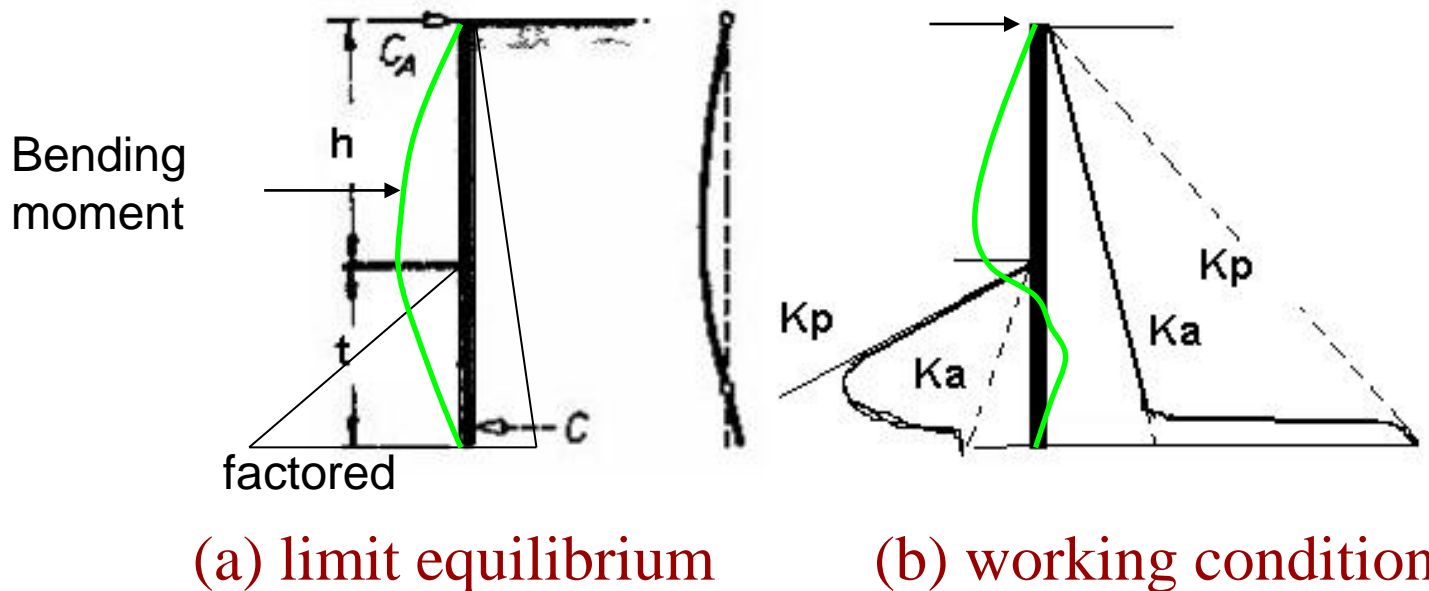 C_A
h
Bending
moment
t
C
factored
Kp
Kp
Ka
Ka
(a) limit equilibrium
(b) working condition